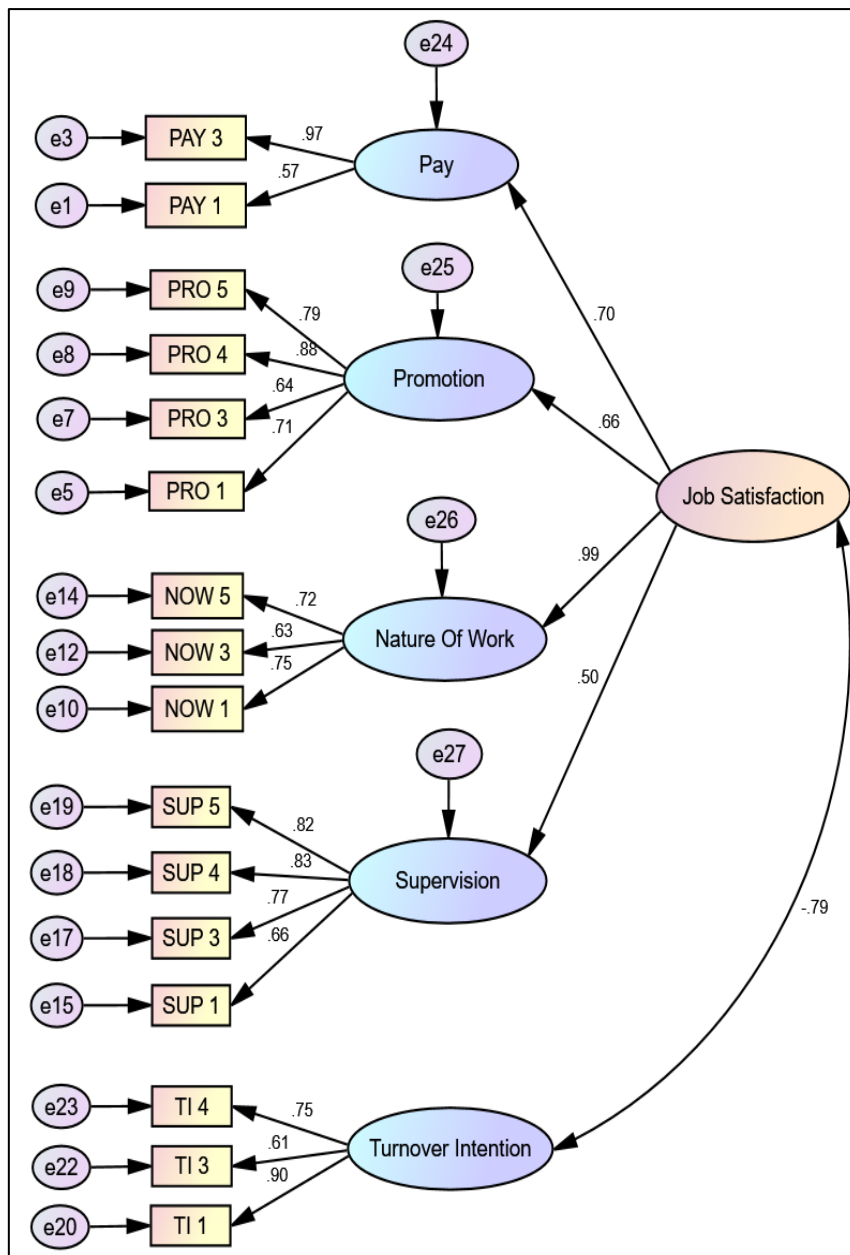 e24
e3
PAY 3
.97
Pay
e1
PAY 1
.57
e25
e9
PRO 5
.79
e8
PRO 4
.88
Promotion
e7
PRO 3
.64
e5
PRO 1
.71
.70
.66
Job Satisfaction
e26
.99
e14
NOW 5
.72
e12
NOW 3
.63
Nature Of Work
e10
NOW 1
.75
.50
e27
e19
SUP 5
.82
e18
SUP 4
.83
Supervision
e17
SUP 3
.77
e15
SUP 1
.66
-.79
e23
TI 4
.75
e22
TI 3
.61
Turnover Intention
e20
TI 1
.90